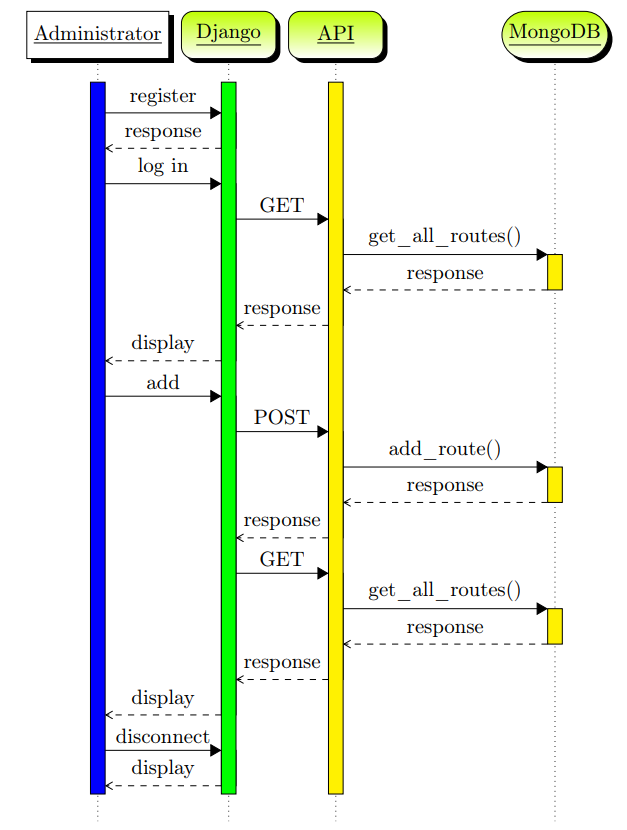 Administrator
Django
API
MongoDB
register
response
log in
GET
get_all_routes()
response
response
display
add
POST
add_route()
response
response
GET
get_all_routes()
response
response
display
disconnect
display